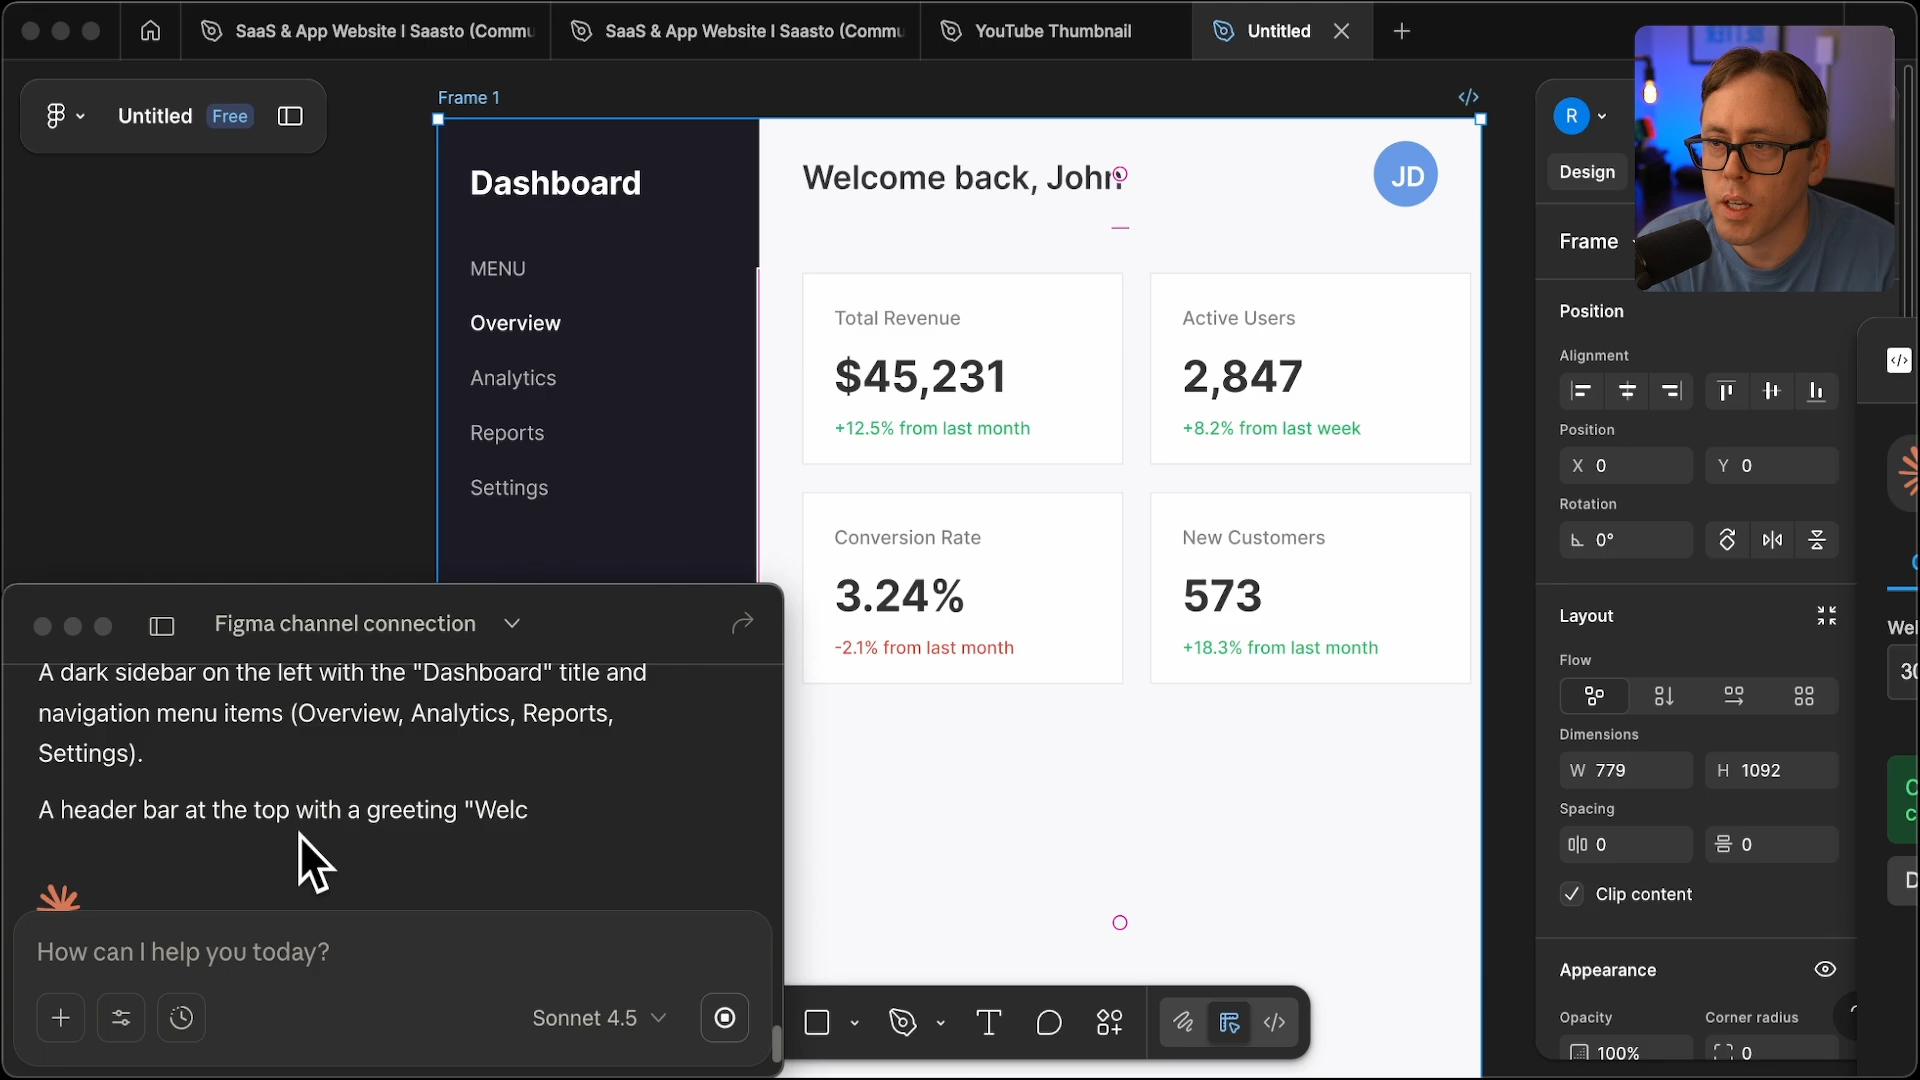 SaaS & App Website | Saasto (Commu
SaaS & App Website | Saasto (Commu
YouTube Thumbnail
Untitled
Untitled
Free
Frame 1
Dashboard
MENU
Overview
Analytics
Reports
Settings
Welcome back, John
JD
Total Revenue
$45,231
+12.5% from last month
Active Users
2,847
+8.2% from last week
Conversion Rate
3.24%
-2.1% from last month
New Customers
573
+18.3% from last month
Figma channel connection
A dark sidebar on the left with the "Dashboard" title and
navigation menu items (Overview, Analytics, Reports,
Settings).
A header bar at the top with a greeting "Welc
How can I help you today?
Sonnet 4.5
R
Design
Frame
Position
Alignment
Position
X 0
Y 0
Rotation
0°
Layout
Flow
Dimensions
W 779
H 1092
Spacing
0
0
Clip content
Appearance
Opacity
Corner radius
100%
0
Wel
30